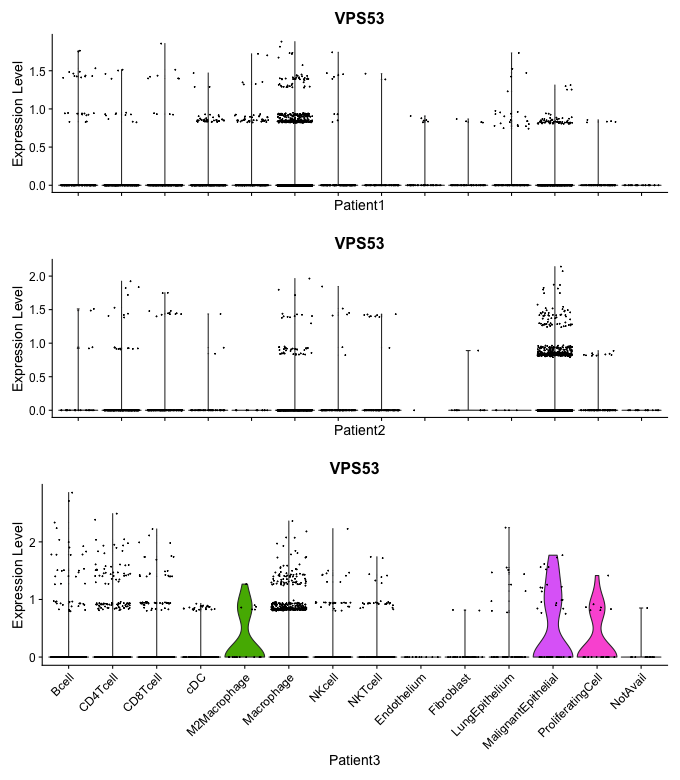 VPS53
Expression Level
1.5
1.0
0.5
0.0
Patient1
VPS53
Expression Level
2.0
1.5
1.0
0.5
0.0
Patient2
VPS53
Expression Level
2
1
0
Bcell
CD4Tcell
CD8Tcell
cDC
M2Macrophage
Macrophage
NKcell
NKTcell
Endothelium
Fibroblast
LungEpithelium
MalignantEpithelial
ProliferatingCell
NotAvail
Patient3